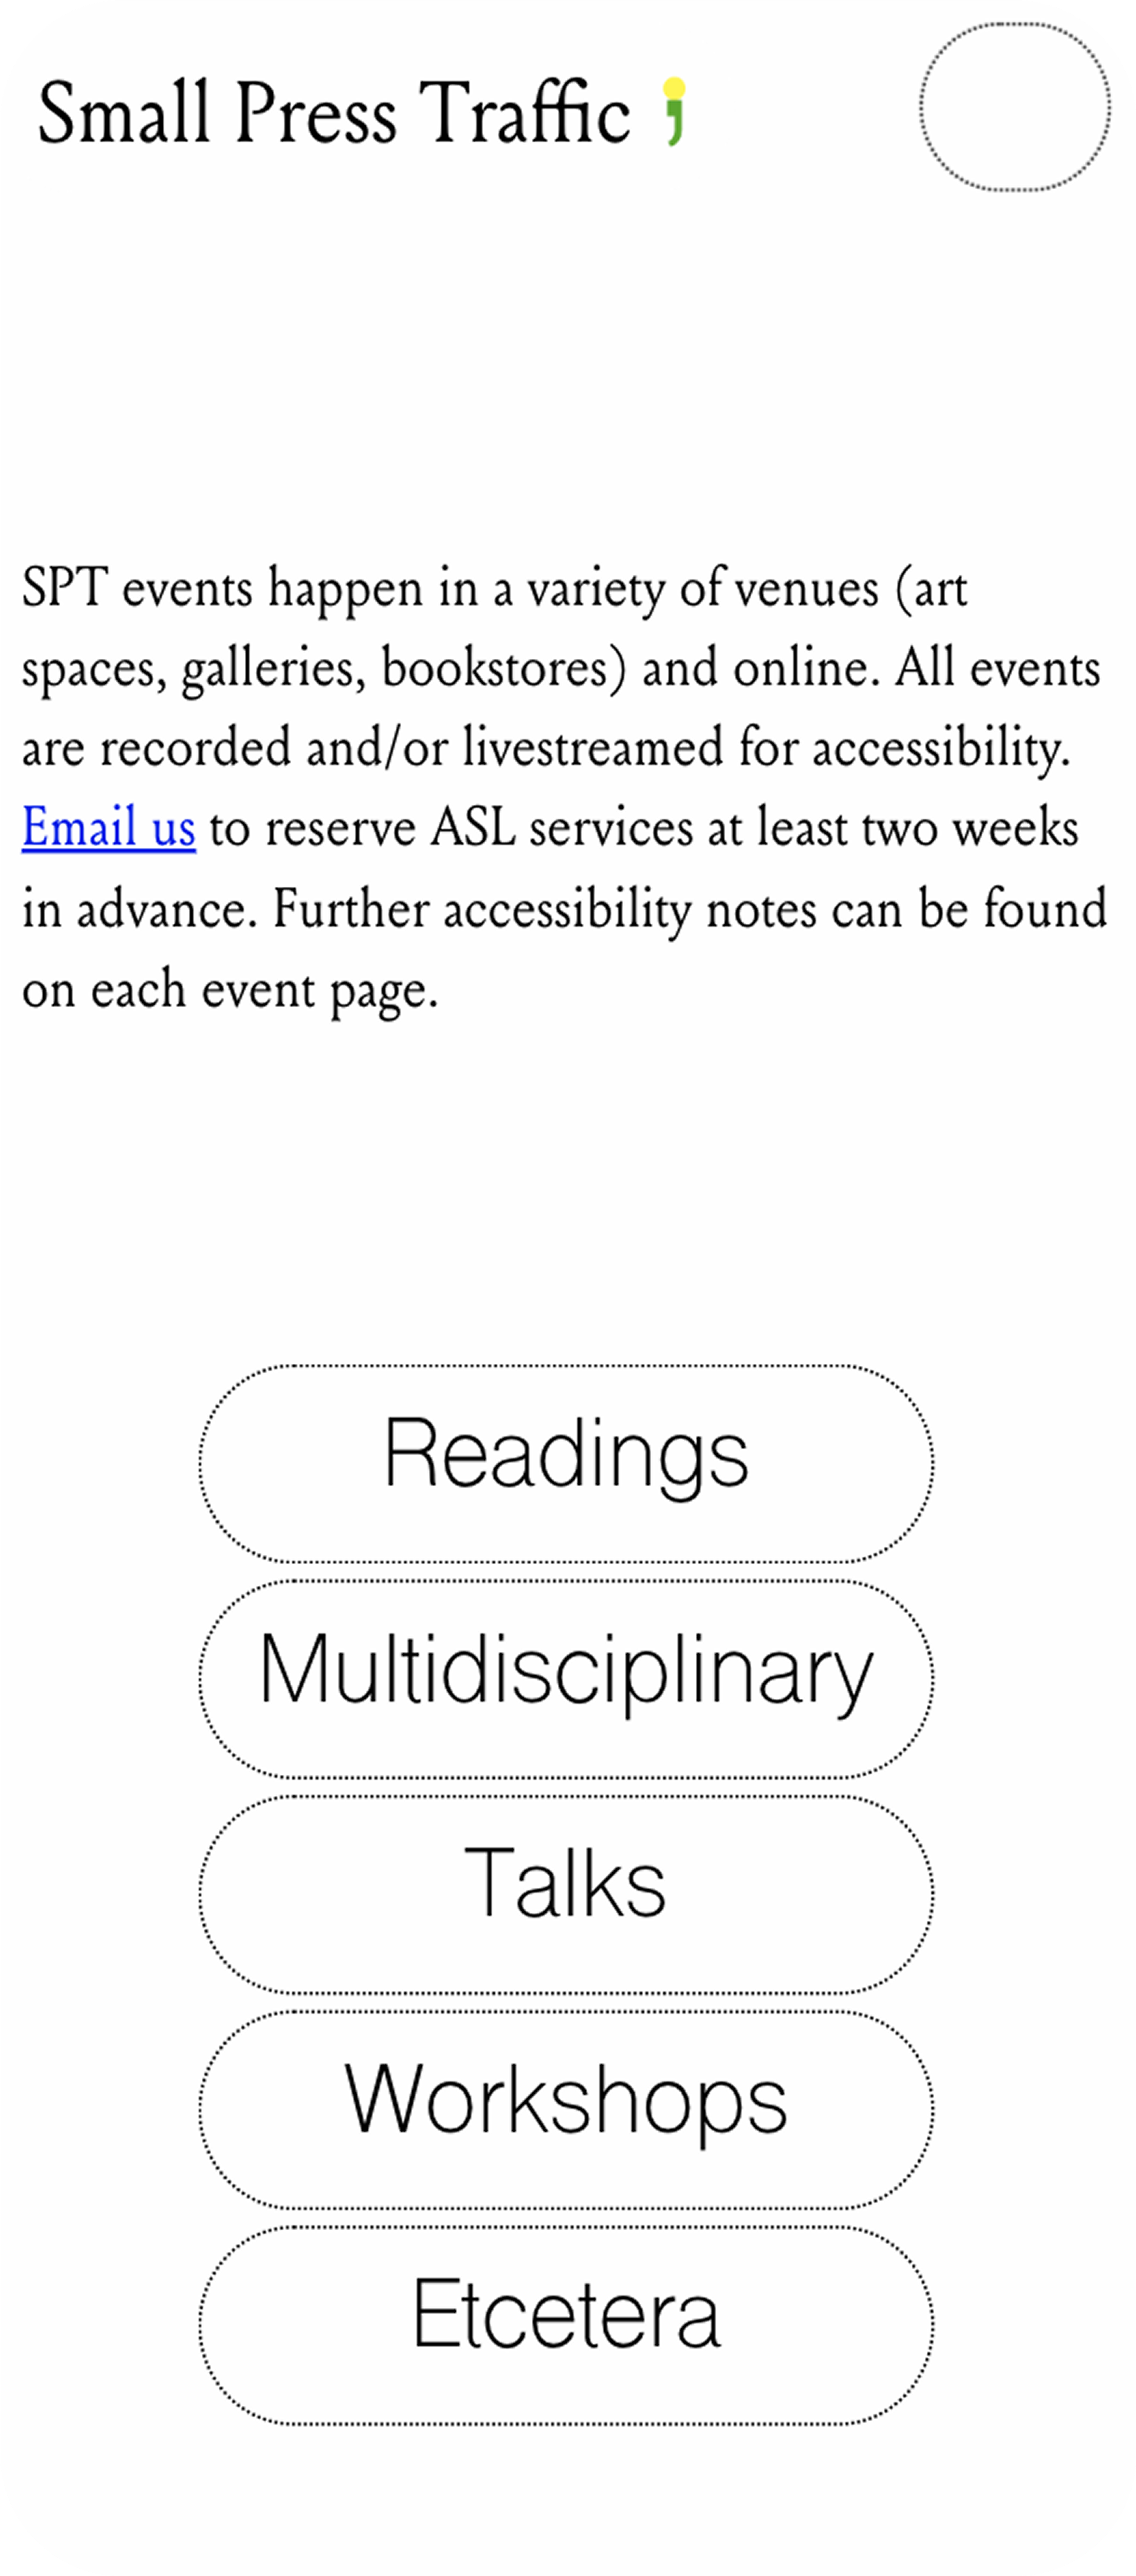 Small Press Traffic ;
SPT events happen in a variety of venues (art
spaces, galleries, bookstores) and online. All events
are recorded and/or livestreamed for accessibility.
Email us to reserve ASL services at least two weeks
in advance. Further accessibility notes can be found
on each event page.
Readings
Multidisciplinary
Talks
Workshops
Etcetera